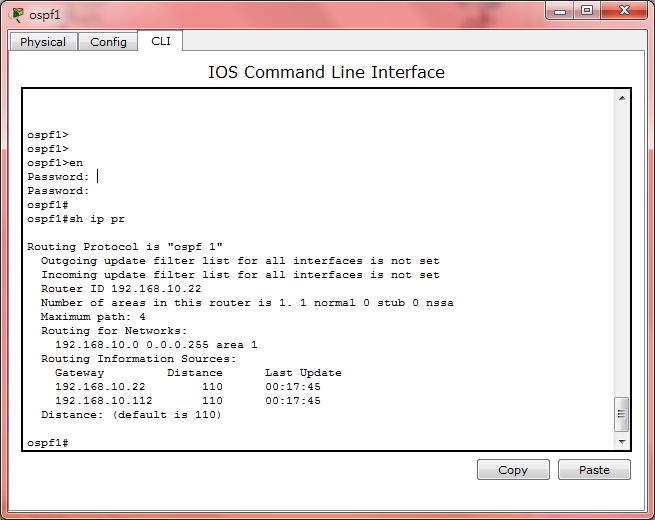 ospf1
Physical Config CLI
IOS Command Line Interface
ospf1>
ospf1>
ospf1>en
Password:
Password:
ospf1#
ospf1#sh ip pr
Routing Protocol is "ospf 1"
Outgoing update filter list for all interfaces is not set
Incoming update filter list for all interfaces is not set
Router ID 192.168.10.22
Number of areas in this router is 1. 1 normal 0 stub 0 nssa
Maximum path: 4
Routing for Networks:
192.168.10.0 0.0.0.255 area 1
Routing Information Sources:
Gateway Distance Last Update
192.168.10.22 110 00:17:45
192.168.10.112 110 00:17:45
Distance: (default is 110)
ospf1#
Copy Paste